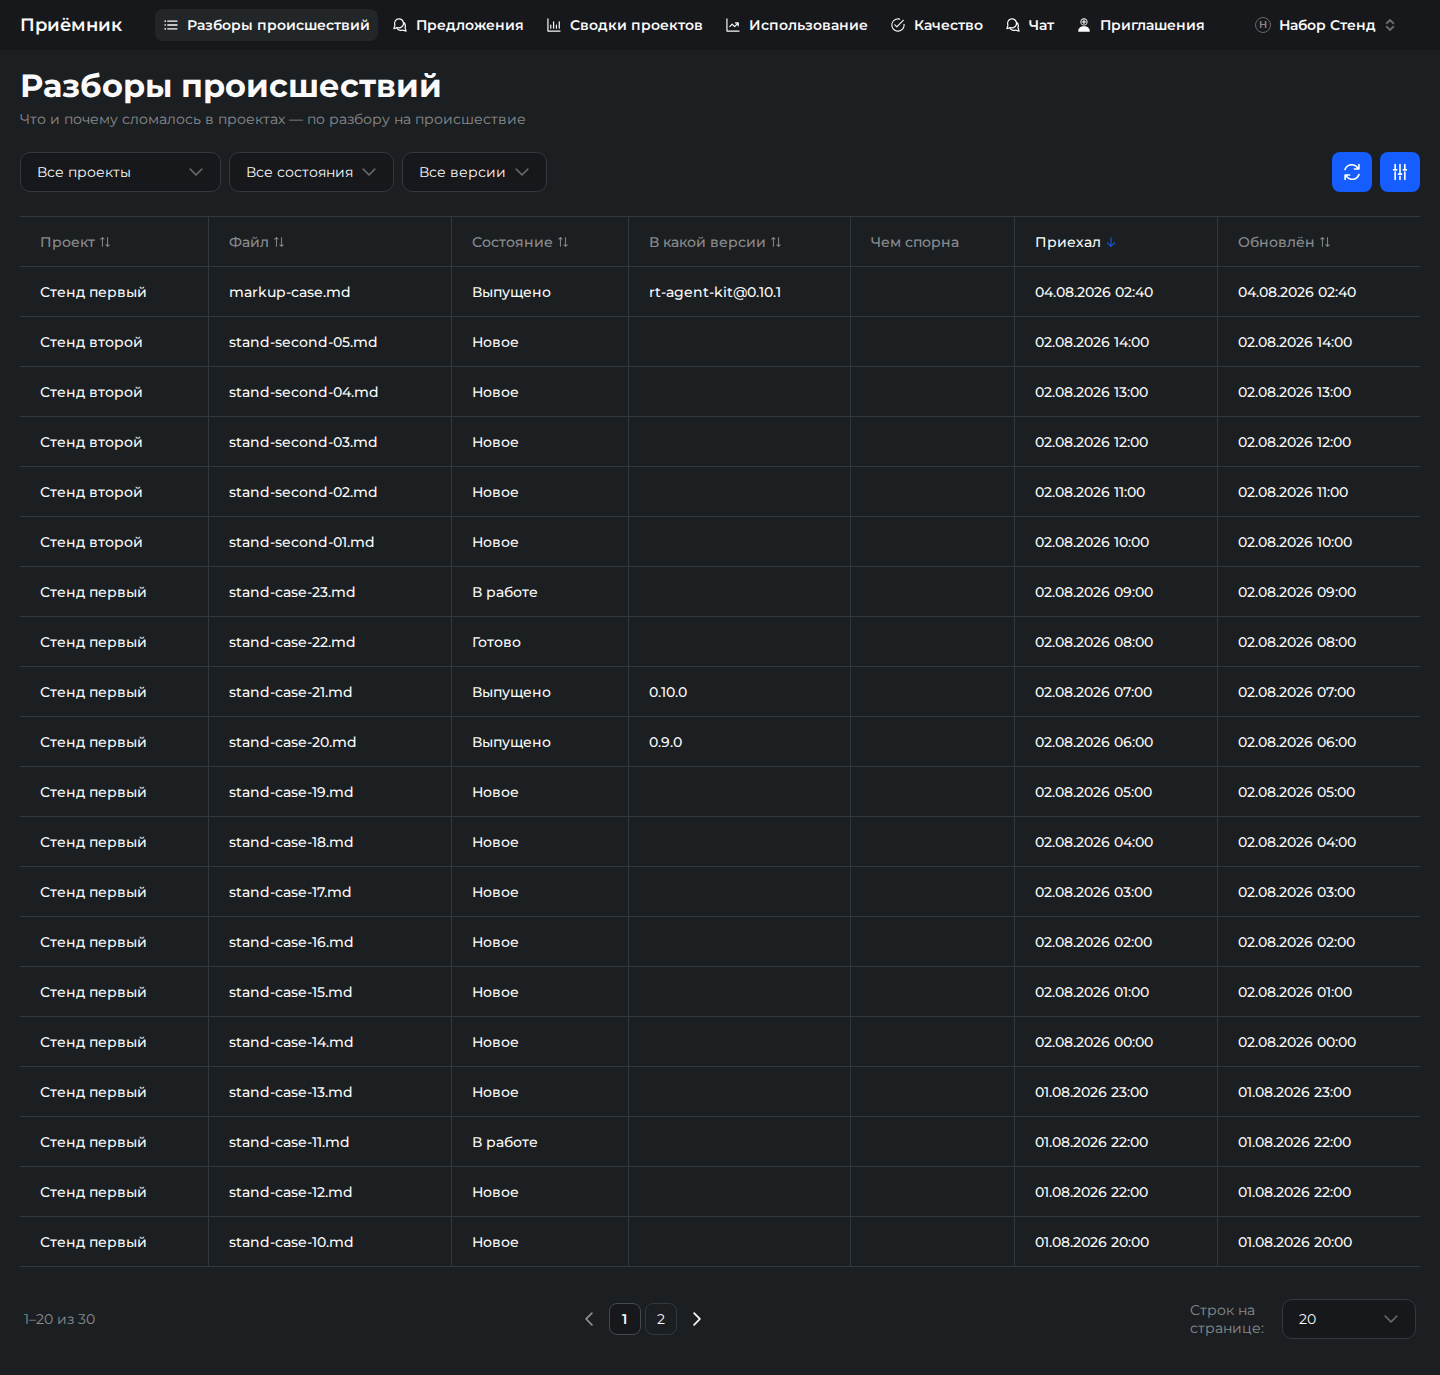 Приёмник Разборы происшествий Предложения Сводки проектов Использование Качество Чат Приглашения Н Набор Стенд
Разборы происшествий
Что и почему сломалось в проектах — по разбору на происшествие
Все проекты Все состояния Все версии
Проект Файл Состояние В какой версии Чем спорна Приехал Обновлён
Стенд первый markup-case.md Выпущено rt-agent-kit@0.10.1 04.08.2026 02:40 04.08.2026 02:40
Стенд второй stand-second-05.md Новое 02.08.2026 14:00 02.08.2026 14:00
Стенд второй stand-second-04.md Новое 02.08.2026 13:00 02.08.2026 13:00
Стенд второй stand-second-03.md Новое 02.08.2026 12:00 02.08.2026 12:00
Стенд второй stand-second-02.md Новое 02.08.2026 11:00 02.08.2026 11:00
Стенд второй stand-second-01.md Новое 02.08.2026 10:00 02.08.2026 10:00
Стенд первый stand-case-23.md В работе 02.08.2026 09:00 02.08.2026 09:00
Стенд первый stand-case-22.md Готово 02.08.2026 08:00 02.08.2026 08:00
Стенд первый stand-case-21.md Выпущено 0.10.0 02.08.2026 07:00 02.08.2026 07:00
Стенд первый stand-case-20.md Выпущено 0.9.0 02.08.2026 06:00 02.08.2026 06:00
Стенд первый stand-case-19.md Новое 02.08.2026 05:00 02.08.2026 05:00
Стенд первый stand-case-18.md Новое 02.08.2026 04:00 02.08.2026 04:00
Стенд первый stand-case-17.md Новое 02.08.2026 03:00 02.08.2026 03:00
Стенд первый stand-case-16.md Новое 02.08.2026 02:00 02.08.2026 02:00
Стенд первый stand-case-15.md Новое 02.08.2026 01:00 02.08.2026 01:00
Стенд первый stand-case-14.md Новое 02.08.2026 00:00 02.08.2026 00:00
Стенд первый stand-case-13.md Новое 01.08.2026 23:00 01.08.2026 23:00
Стенд первый stand-case-11.md В работе 01.08.2026 22:00 01.08.2026 22:00
Стенд первый stand-case-12.md Новое 01.08.2026 22:00 01.08.2026 22:00
Стенд первый stand-case-10.md Новое 01.08.2026 20:00 01.08.2026 20:00
1–20 из 30 1 2 Строк на
странице: 20